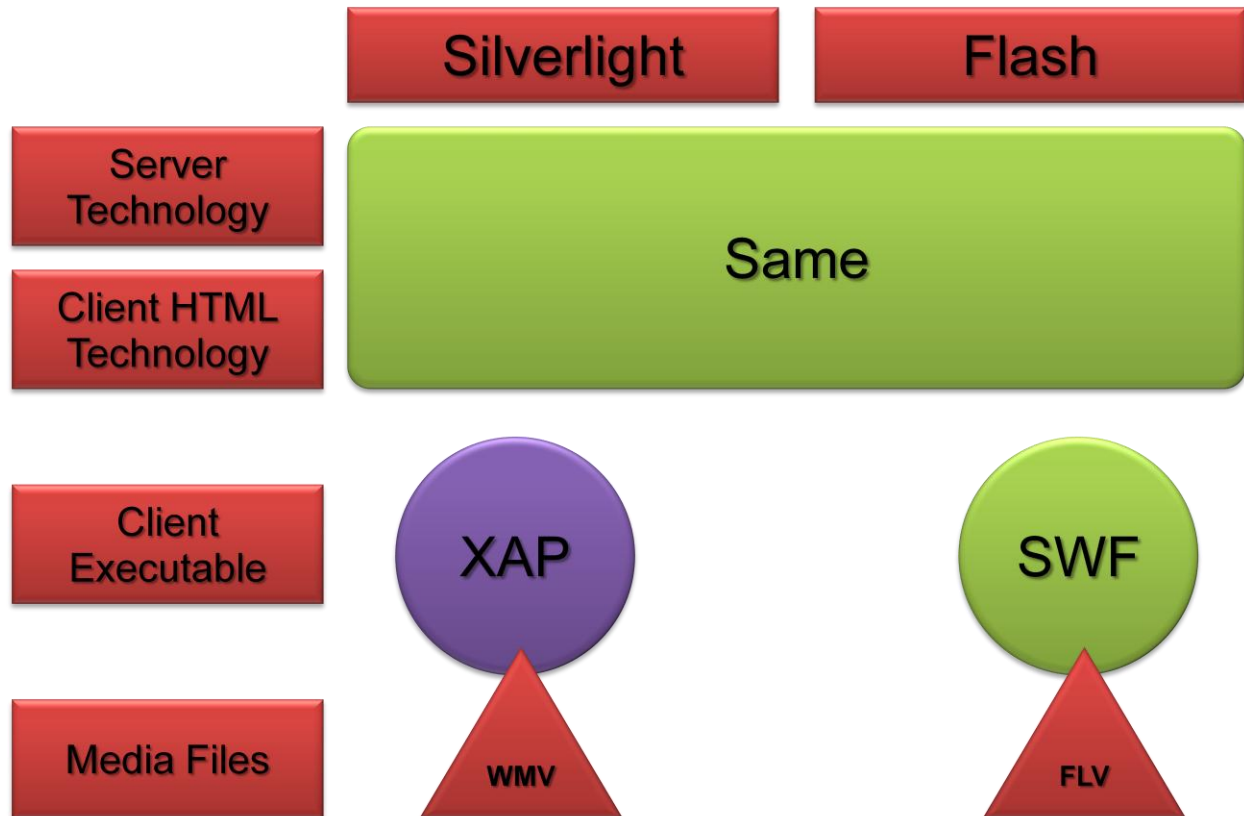 Silverlight
Flash
Server
Technology
Same
Client HTML
Technology
Client
Executable
XAP
SWF
Media Files
WMV
FLV